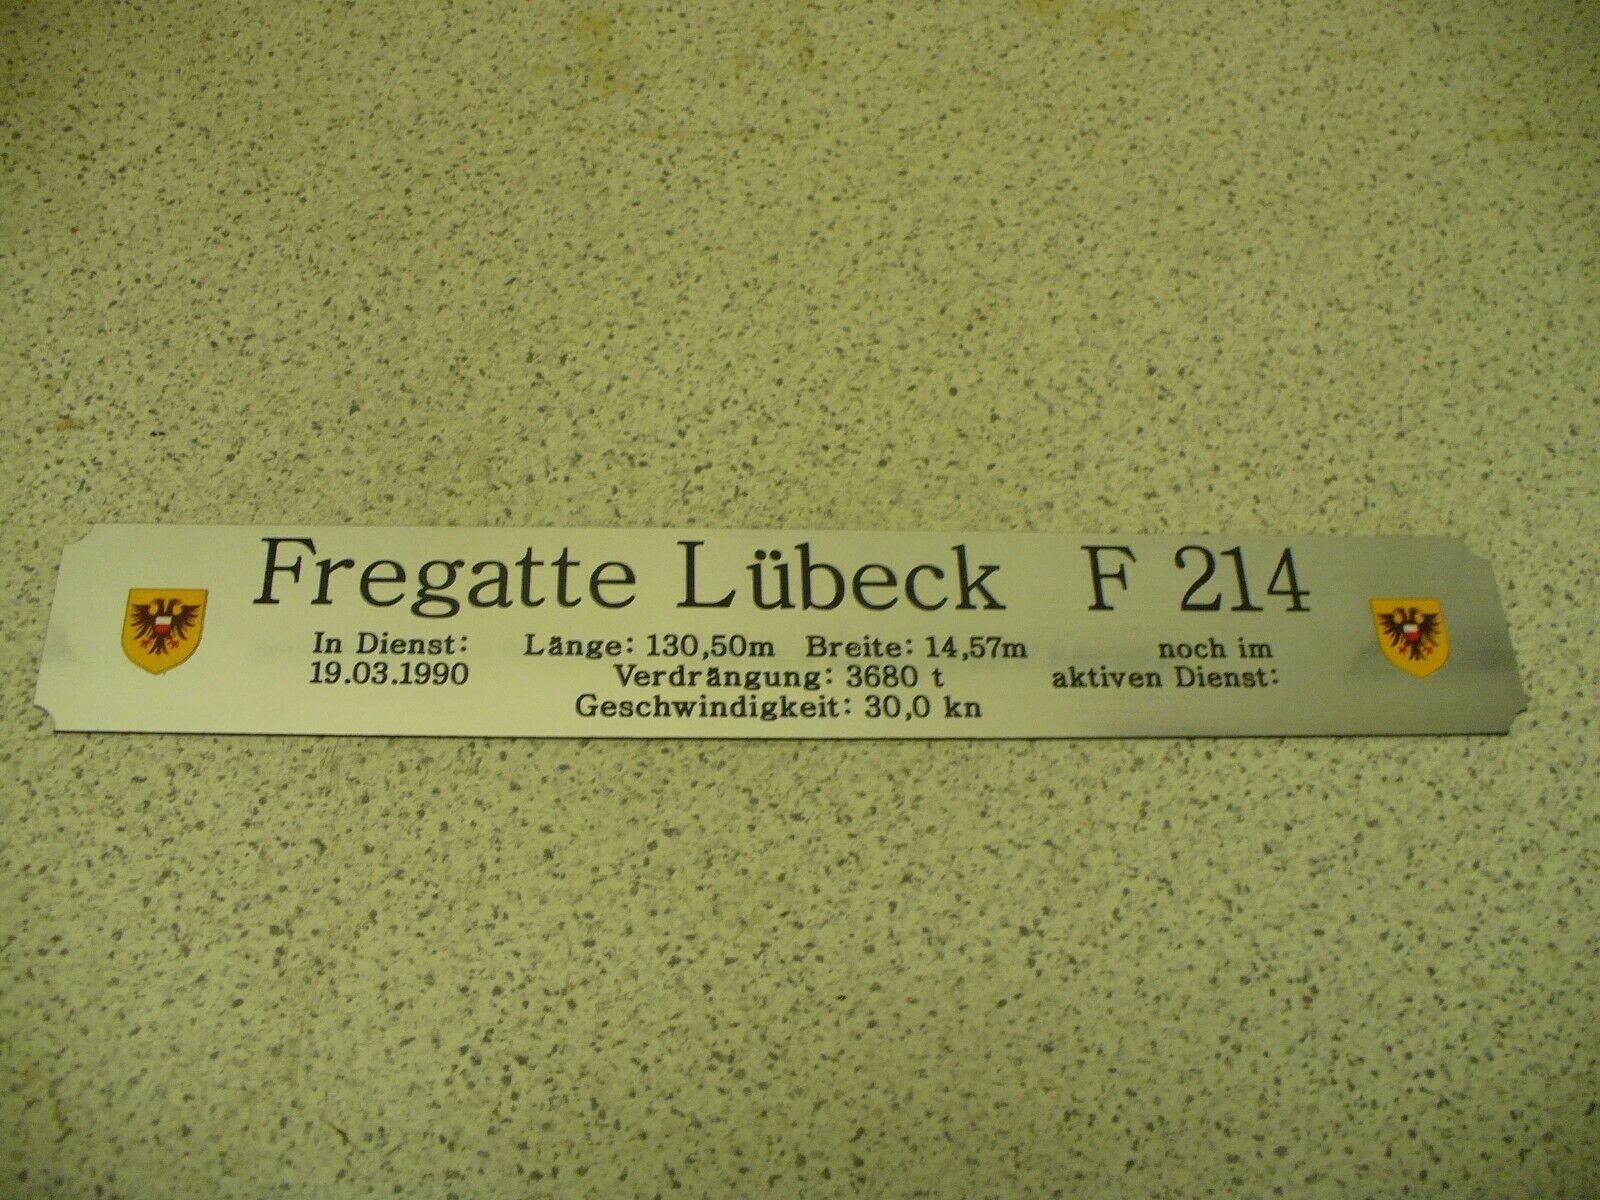 Fregatte Lübeck F 214
In Dienst: Länge: 130,50m Breite: 14,57m noch im
19.03.1990 Verdrängung: 3680 t aktiven Dienst:
Geschwindigkeit: 30,0 kn